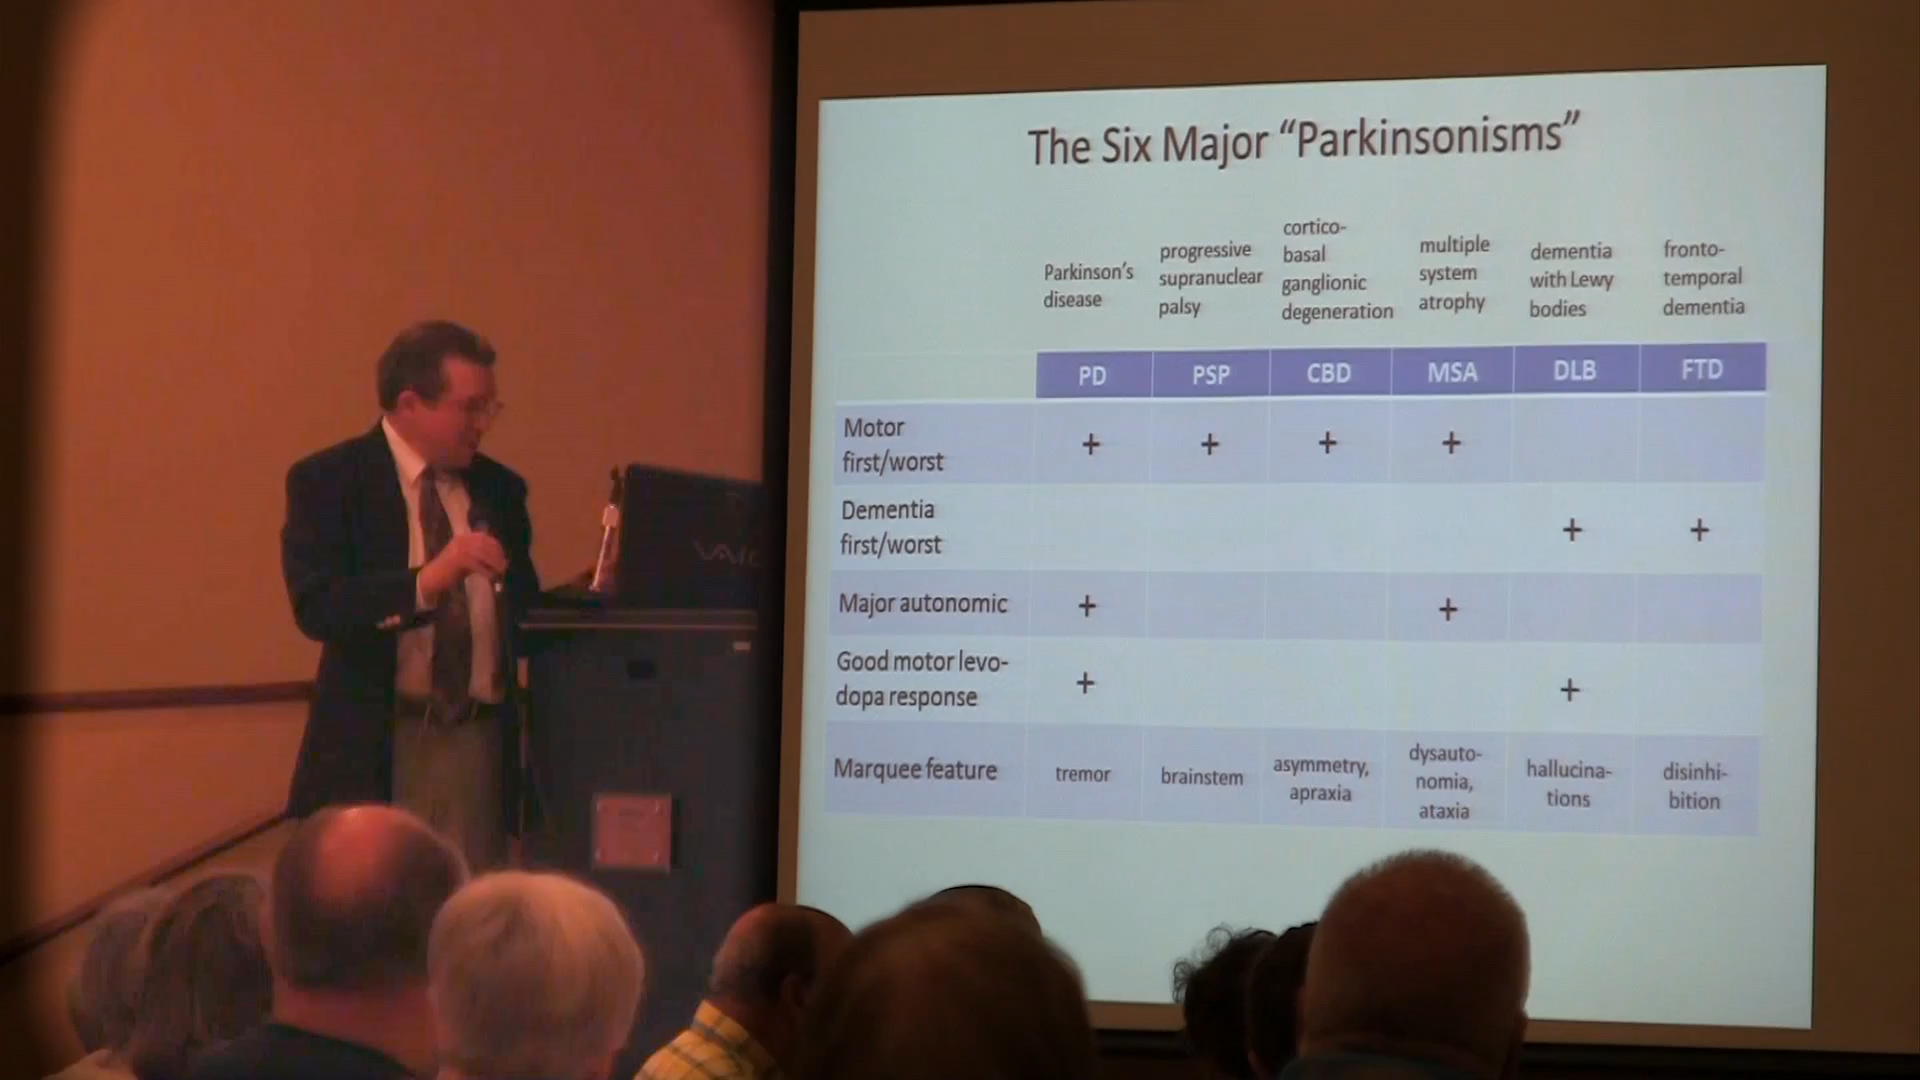 The Six Major “Parkinsonisms”
Parkinson's
disease
progressive
supranuclear
palsy
cortico-
basal
ganglionic
degeneration
multiple
system
atrophy
dementia
with Lewy
bodies
fronto-
temporal
dementia
PD PSP CBD MSA DLB FTD
Motor
first/worst
+ + + +
Dementia
first/worst
+ +
Major autonomic + +
Good motor levo-
dopa response
+ +
Marquee feature
tremor
brainstem
asymmetry,
apraxia
dysauto-
nomia,
ataxia
hallucina-
tions
disinhi-
bition
VAIO